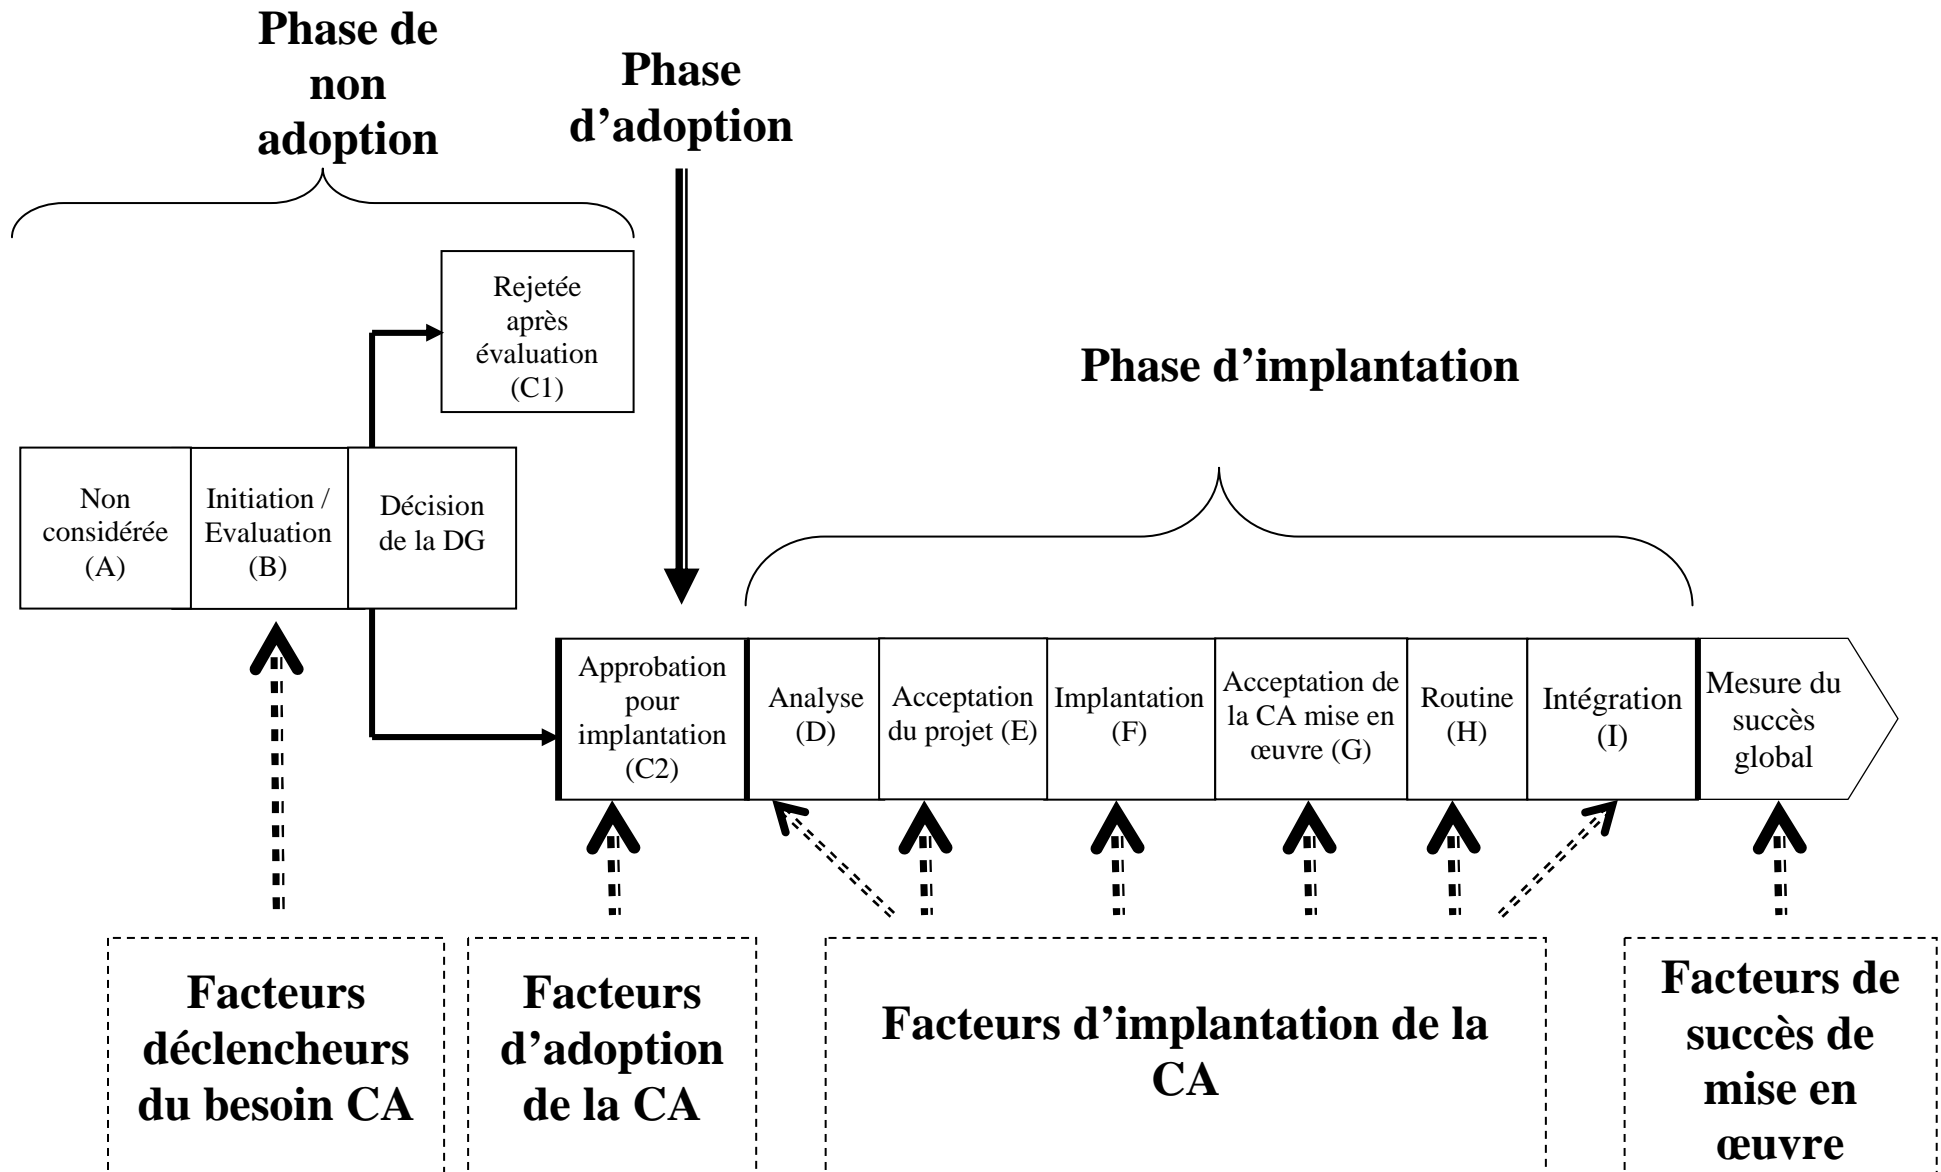 Phase de
non
adoption
Phase
d’adoption
Rejetée
après
évaluation
(C1)
Phase d’implantation
Non
considérée
(A)
Initiation /
Evaluation
(B)
Décision
de la DG
Approbation
pour
implantation
(C2)
Analyse
(D)
Acceptation
du projet (E)
Implantation
(F)
Acceptation de
la CA mise en
œuvre (G)
Routine
(H)
Intégration
(I)
Mesure du
succès
global
Facteurs
déclencheurs
du besoin CA
Facteurs
d’adoption
de la CA
Facteurs d’implantation de la
CA
Facteurs de
succès de
mise en
œuvre